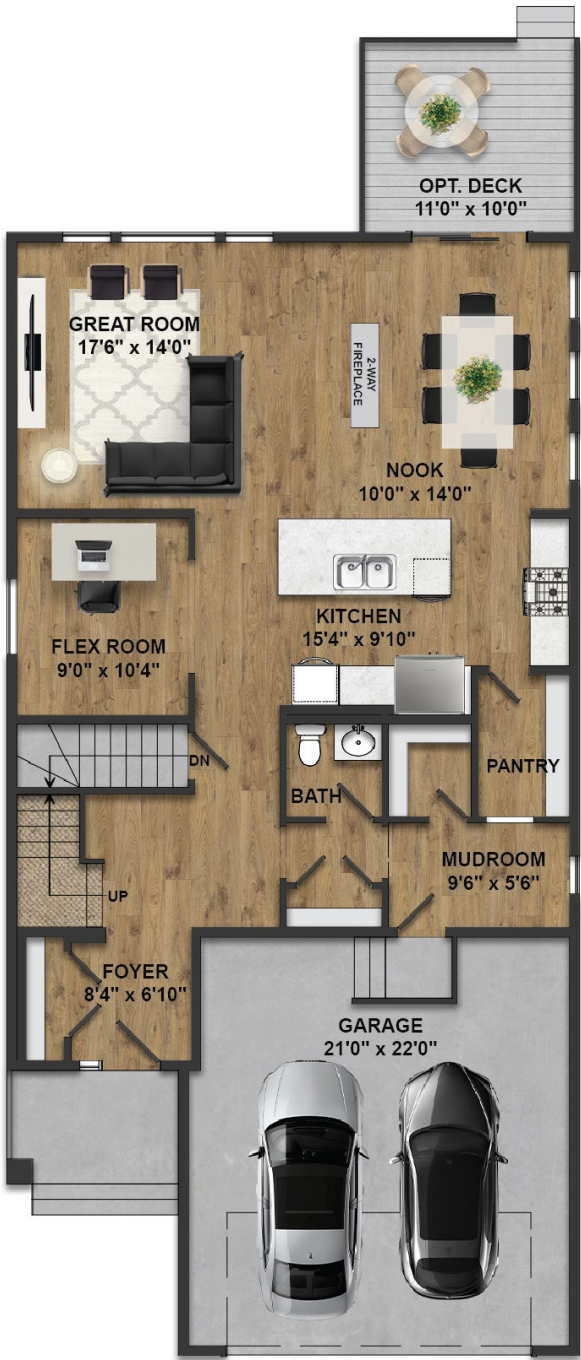 OPT. DECK
11'0" x 10'0"
GREAT ROOM
17'6" x 14'0"
2-WAY
FIREPLACE
NOOK
10'0" x 14'0"
KITCHEN
15'4" x 9'10"
FLEX ROOM
9'0" x 10'4"
DN
BATH
PANTRY
MUDROOM
9'6" x 5'6"
UP
FOYER
8'4" x 6'10"
GARAGE
21'0" x 22'0"